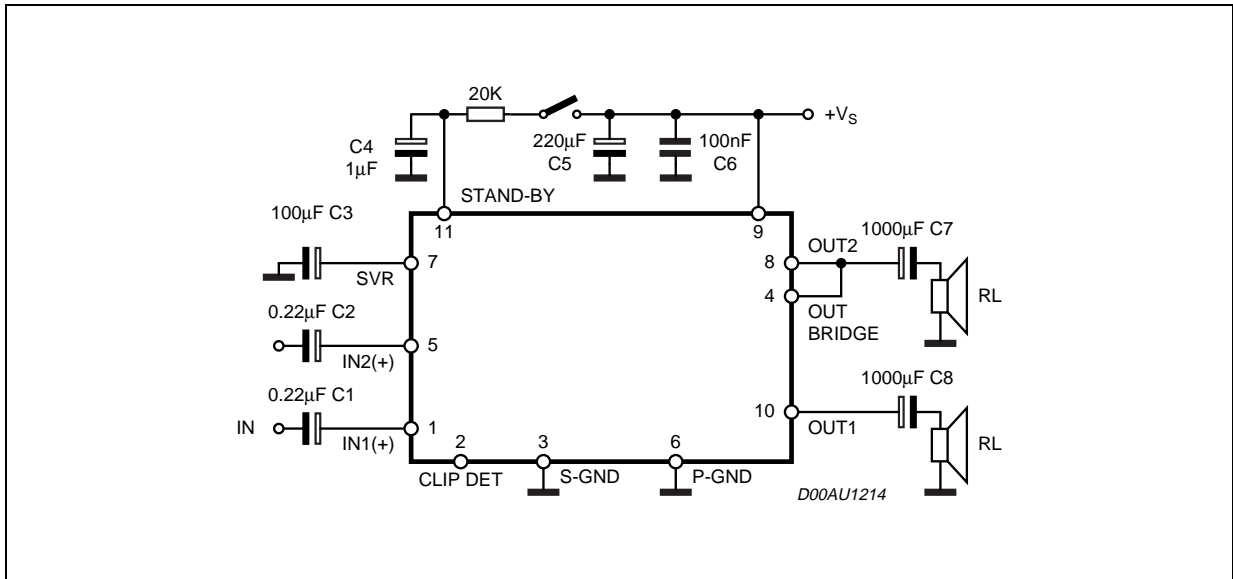 20K
+VS
C4
1µF
220µF
C5
100nF
C6
STAND-BY
100µF C3
11
9
1000µF C7
OUT2
7
SVR
8
4
OUT
BRIDGE
RL
0.22µF C2
5
IN2(+)
0.22µF C1
1000µF C8
10
OUT1
IN
1
IN1(+)
RL
2
3
6
CLIP DET
S-GND
P-GND
D00AU1214